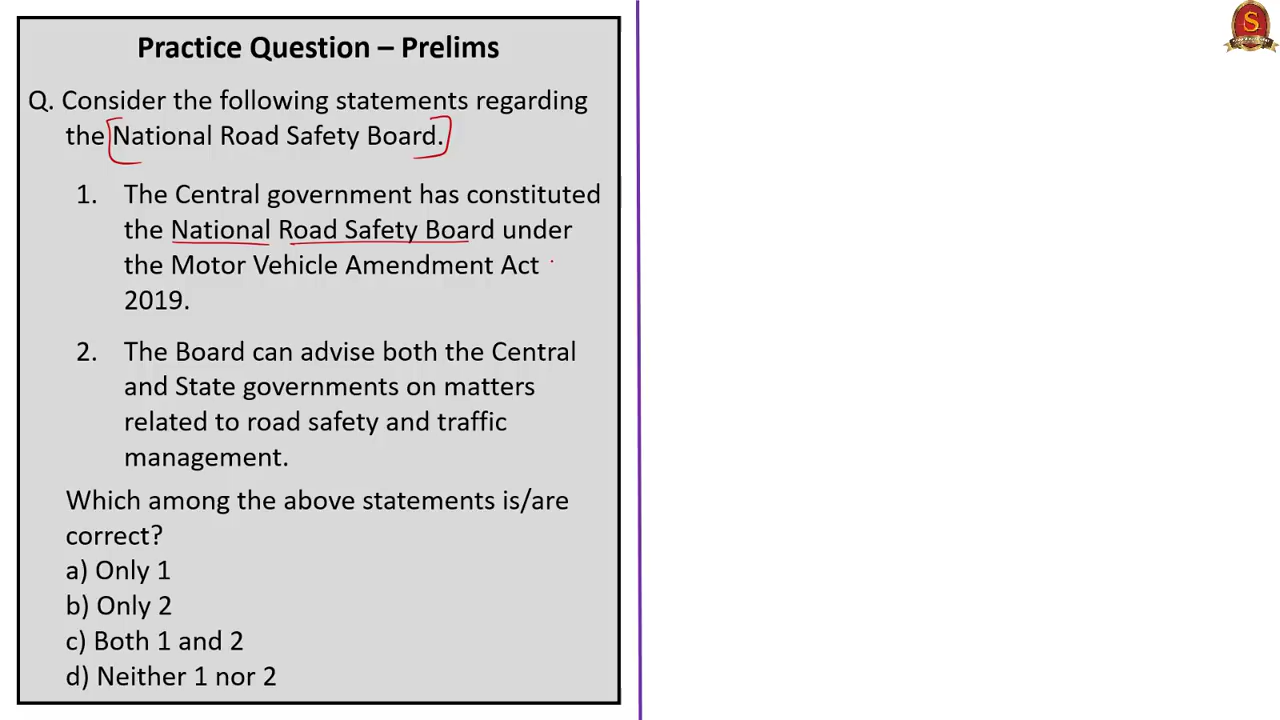 Practice Question – Prelims
Q. Consider the following statements regarding
the National Road Safety Board.
1. The Central government has constituted
the National Road Safety Board under
the Motor Vehicle Amendment Act
2019.
2. The Board can advise both the Central
and State governments on matters
related to road safety and traffic
management.
Which among the above statements is/are
correct?
a) Only 1
b) Only 2
c) Both 1 and 2
d) Neither 1 nor 2
S